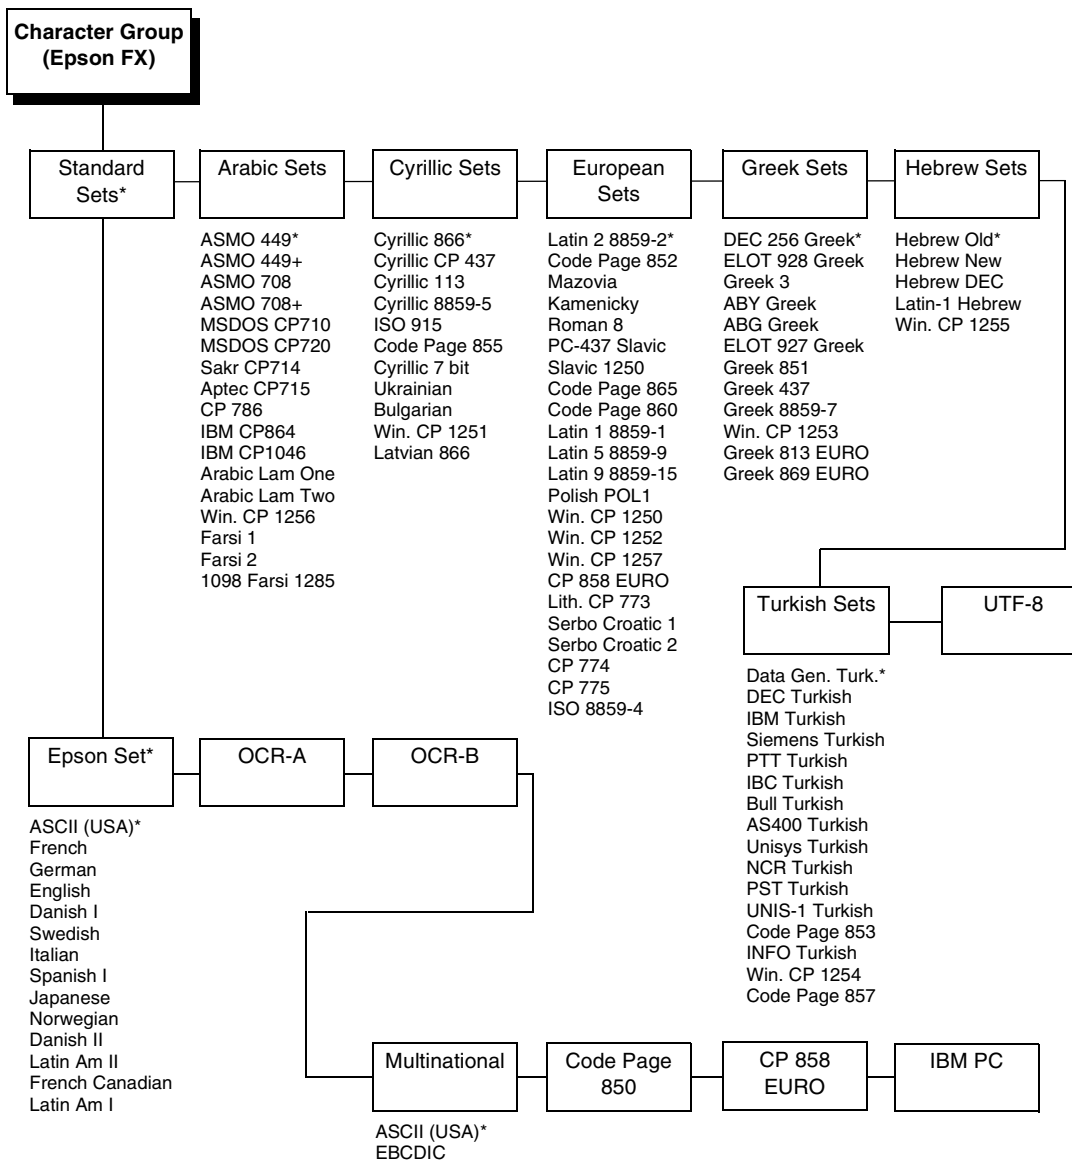 Character Group
(Epson FX)
Standard
Sets*
Arabic Sets
Cyrillic Sets
European
Sets
Greek Sets
Hebrew Sets
ASMO 449*
ASMO 449+
ASMO 708
ASMO 708+
MSDOS CP710
MSDOS CP720
Sakr CP714
Aptec CP715
CP 786
IBM CP864
IBM CP1046
Arabic Lam One
Arabic Lam Two
Win. CP 1256
Farsi 1
Farsi 2
1098 Farsi 1285
Cyrillic 866*
Cyrillic CP 437
Cyrillic 113
Cyrillic 8859-5
ISO 915
Code Page 855
Cyrillic 7 bit
Ukrainian
Bulgarian
Win. CP 1251
Latvian 866
Latin 2 8859-2*
Code Page 852
Mazovia
Kamenicky
Roman 8
PC-437 Slavic
Slavic 1250
Code Page 865
Code Page 860
Latin 1 8859-1
Latin 5 8859-9
Latin 9 8859-15
Polish POL1
Win. CP 1250
Win. CP 1252
Win. CP 1257
CP 858 EURO
Lith. CP 773
Serbo Croatic 1
Serbo Croatic 2
CP 774
CP 775
ISO 8859-4
DEC 256 Greek*
ELOT 928 Greek
Greek 3
ABY Greek
ABG Greek
ELOT 927 Greek
Greek 851
Greek 437
Greek 8859-7
Win. CP 1253
Greek 813 EURO
Greek 869 EURO
Hebrew Old*
Hebrew New
Hebrew DEC
Latin-1 Hebrew
Win. CP 1255
Turkish Sets
UTF-8
Data Gen. Turk.*
DEC Turkish
IBM Turkish
Siemens Turkish
PTT Turkish
IBC Turkish
Bull Turkish
AS400 Turkish
Unisys Turkish
NCR Turkish
PST Turkish
UNIS-1 Turkish
Code Page 853
INFO Turkish
Win. CP 1254
Code Page 857
Epson Set*
OCR-A
OCR-B
ASCII (USA)*
French
German
English
Danish I
Swedish
Italian
Spanish I
Japanese
Norwegian
Danish II
Latin Am II
French Canadian
Latin Am I
Multinational
Code Page
850
CP 858
EURO
IBM PC
ASCII (USA)*
EBCDIC